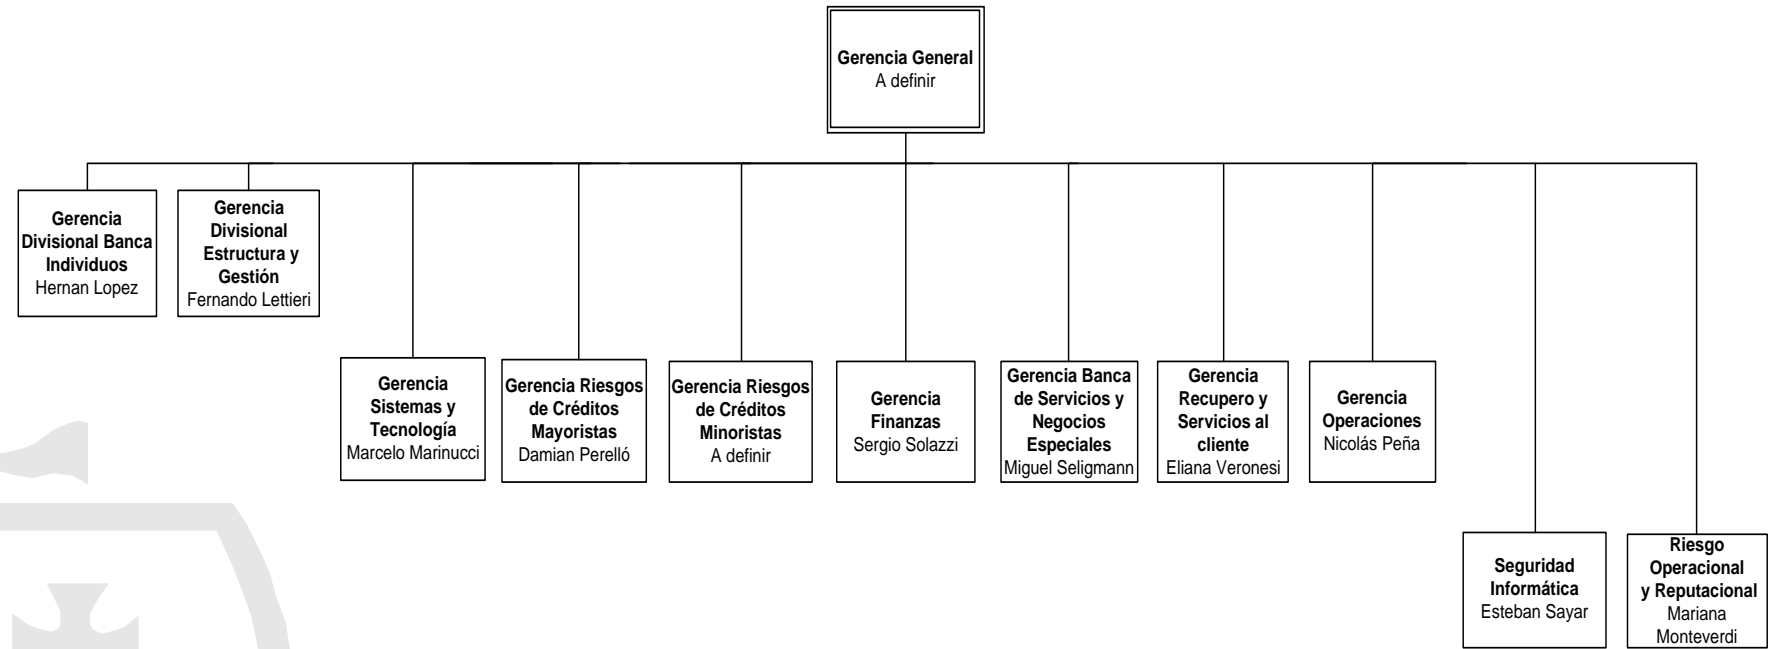 Gerencia General
A definir
Gerencia
Divisional Banca
Individuos
Hernan Lopez
Gerencia
Divisional
Estructura y
Gestión
Fernando Lettieri
Gerencia
Sistemas y
Tecnología
Marcelo Marinucci
Gerencia Riesgos
de Créditos
Mayoristas
Damian Perelló
Gerencia Riesgos
de Créditos
Minoristas
A definir
Gerencia
Finanzas
Sergio Solazzi
Gerencia Banca
de Servicios y
Negocios
Especiales
Miguel Seligmann
Gerencia
Recupero y
Servicios al
cliente
Eliana Veronesi
Gerencia
Operaciones
Nicolás Peña
Seguridad
Informática
Esteban Sayar
Riesgo
Operacional
y Reputacional
Mariana
Monteverdi